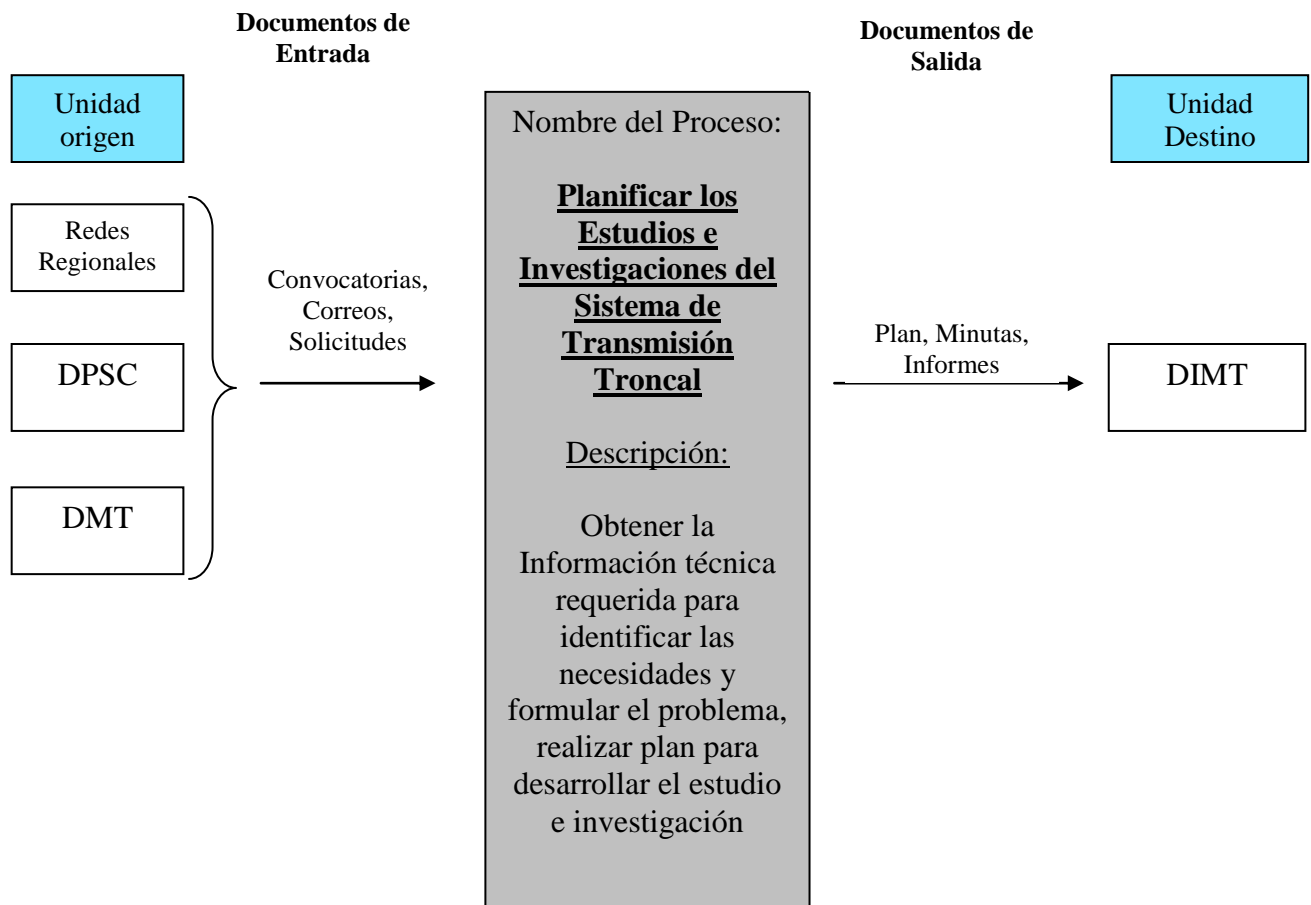 Documentos de
Entrada
Documentos de
Salida
Unidad
origen
Unidad
Destino
Redes
Regionales
DPSC
DMT
Convocatorias,
Correos,
Solicitudes
Nombre del Proceso:
Planificar los
Estudios e
Investigaciones del
Sistema de
Transmisión
Troncal
Descripción:
Obtener la
Información técnica
requerida para
identificar las
necesidades y
formular el problema,
realizar plan para
desarrollar el estudio
e investigación
Plan, Minutas,
Informes
DIMT